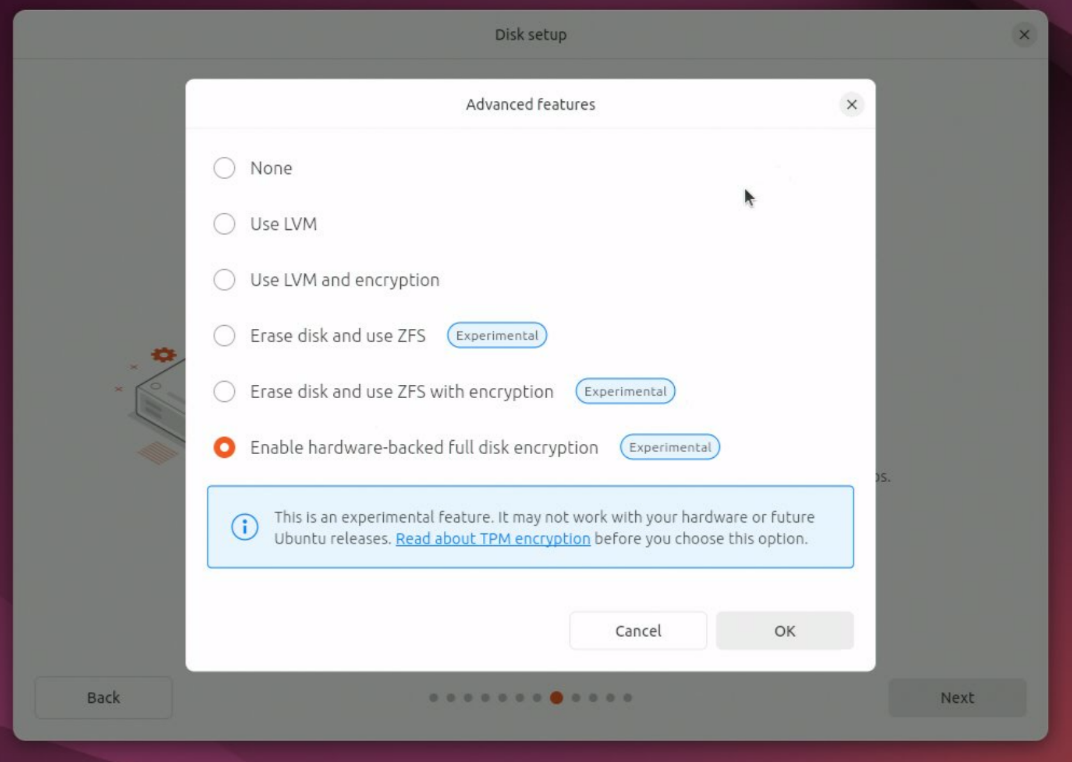 Disk setup
Advanced features
None
Use LVM
Use LVM and encryption
Erase disk and use ZFS Experimental
Erase disk and use ZFS with encryption Experimental
Enable hardware-backed full disk encryption Experimental
This is an experimental feature. It may not work with your hardware or future
Ubuntu releases. Read about TPM encryption before you choose this option.
Cancel OK
Back Next